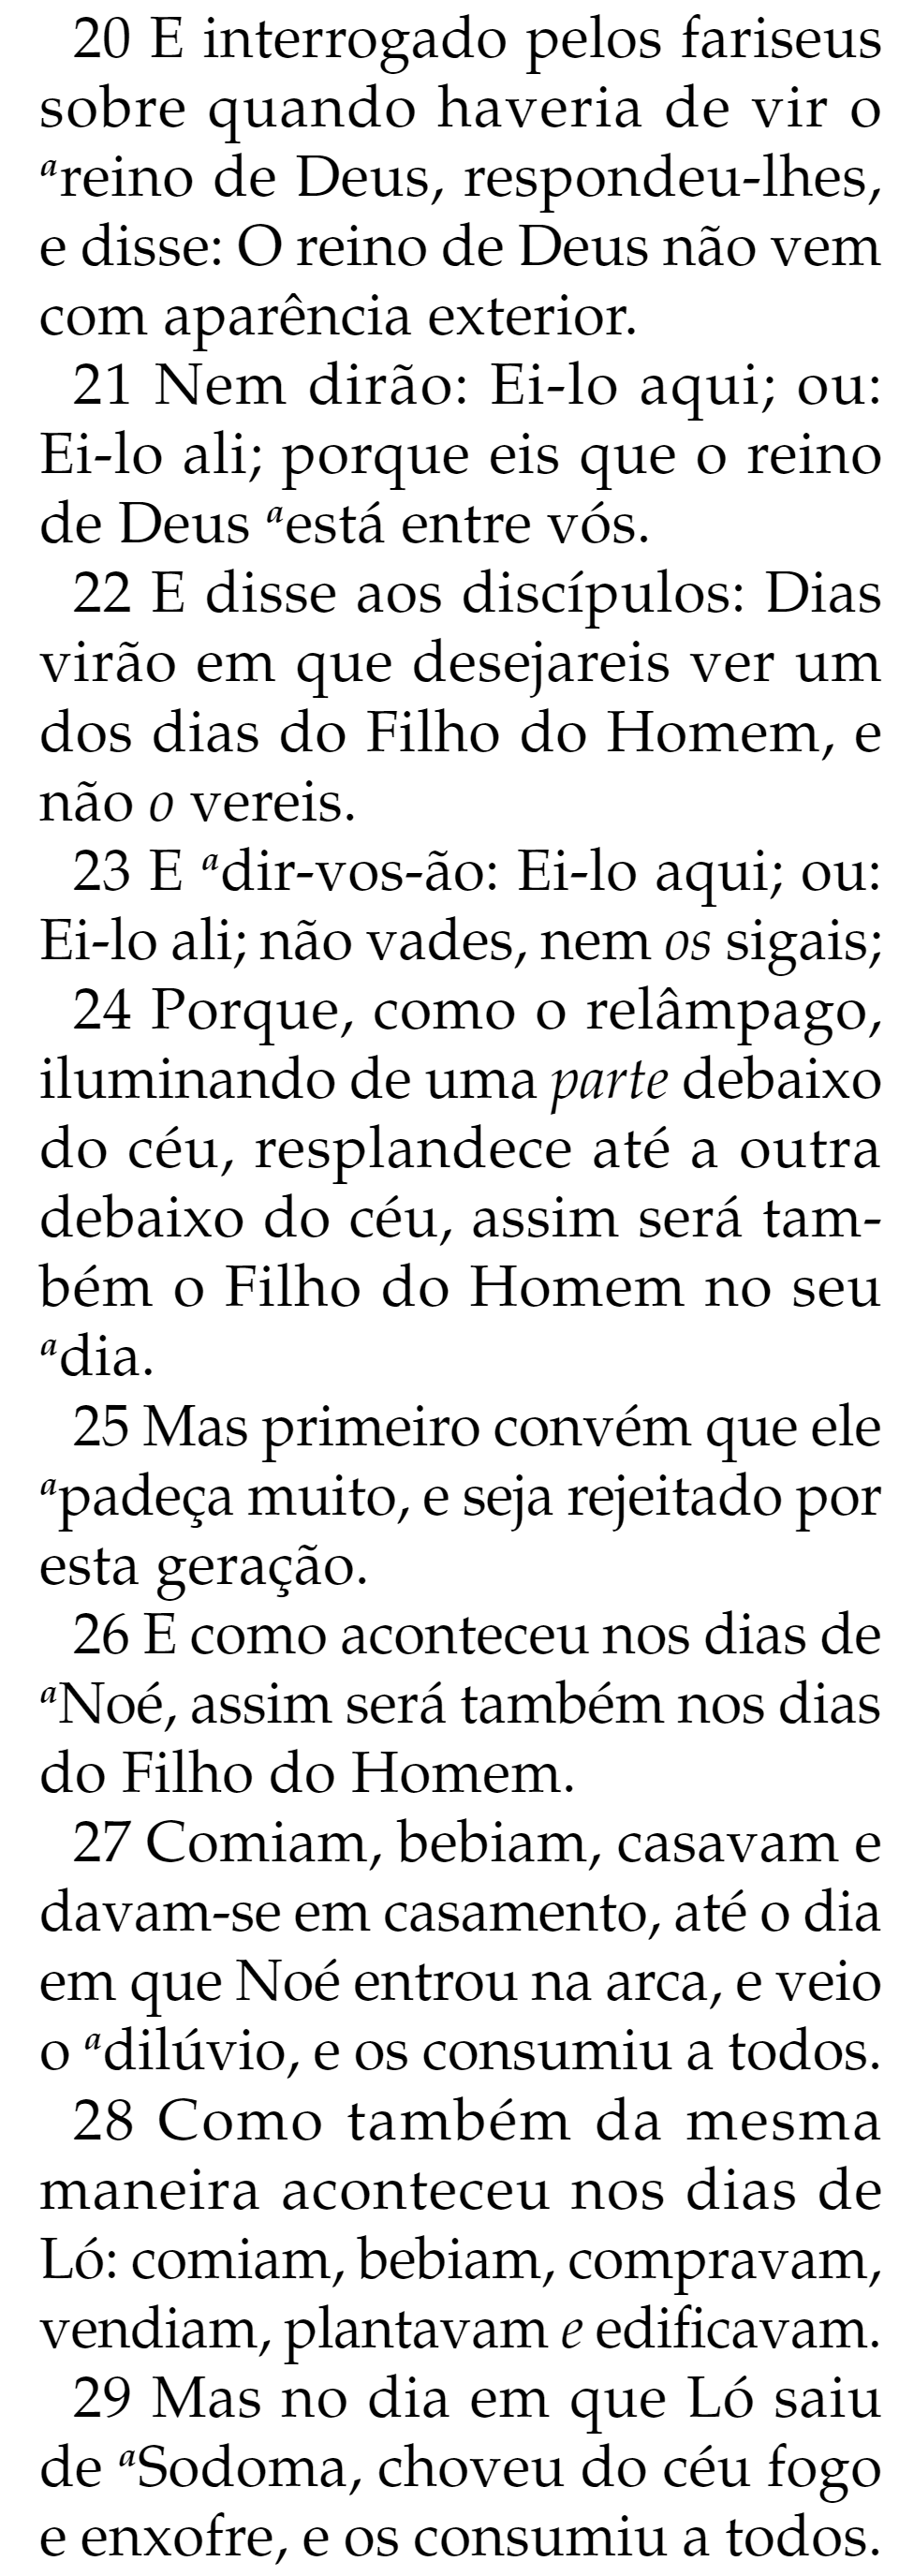 20 E interrogado pelos fariseus
sobre quando haveria de vir o
ᵃreino de Deus, respondeu-lhes,
e disse: O reino de Deus não vem
com aparência exterior.
21 Nem dirão: Ei-lo aqui; ou:
Ei-lo ali; porque eis que o reino
de Deus ᵃestá entre vós.
22 E disse aos discípulos: Dias
virão em que desejareis ver um
dos dias do Filho do Homem, e
não o vereis.
23 E ᵃdir-vos-ão: Ei-lo aqui; ou:
Ei-lo ali; não vades, nem os sigais;
24 Porque, como o relâmpago,
iluminando de uma parte debaixo
do céu, resplandece até a outra
debaixo do céu, assim será tam-
bém o Filho do Homem no seu
ᵃdia.
25 Mas primeiro convém que ele
ᵃpadeça muito, e seja rejeitado por
esta geração.
26 E como aconteceu nos dias de
ᵃNoé, assim será também nos dias
do Filho do Homem.
27 Comiam, bebiam, casavam e
davam-se em casamento, até o dia
em que Noé entrou na arca, e veio
o ᵃdilúvio, e os consumiu a todos.
28 Como também da mesma
maneira aconteceu nos dias de
Ló: comiam, bebiam, compravam,
vendiam, plantavam e edificavam.
29 Mas no dia em que Ló saiu
de ᵃSodoma, choveu do céu fogo
e enxofre, e os consumiu a todos.